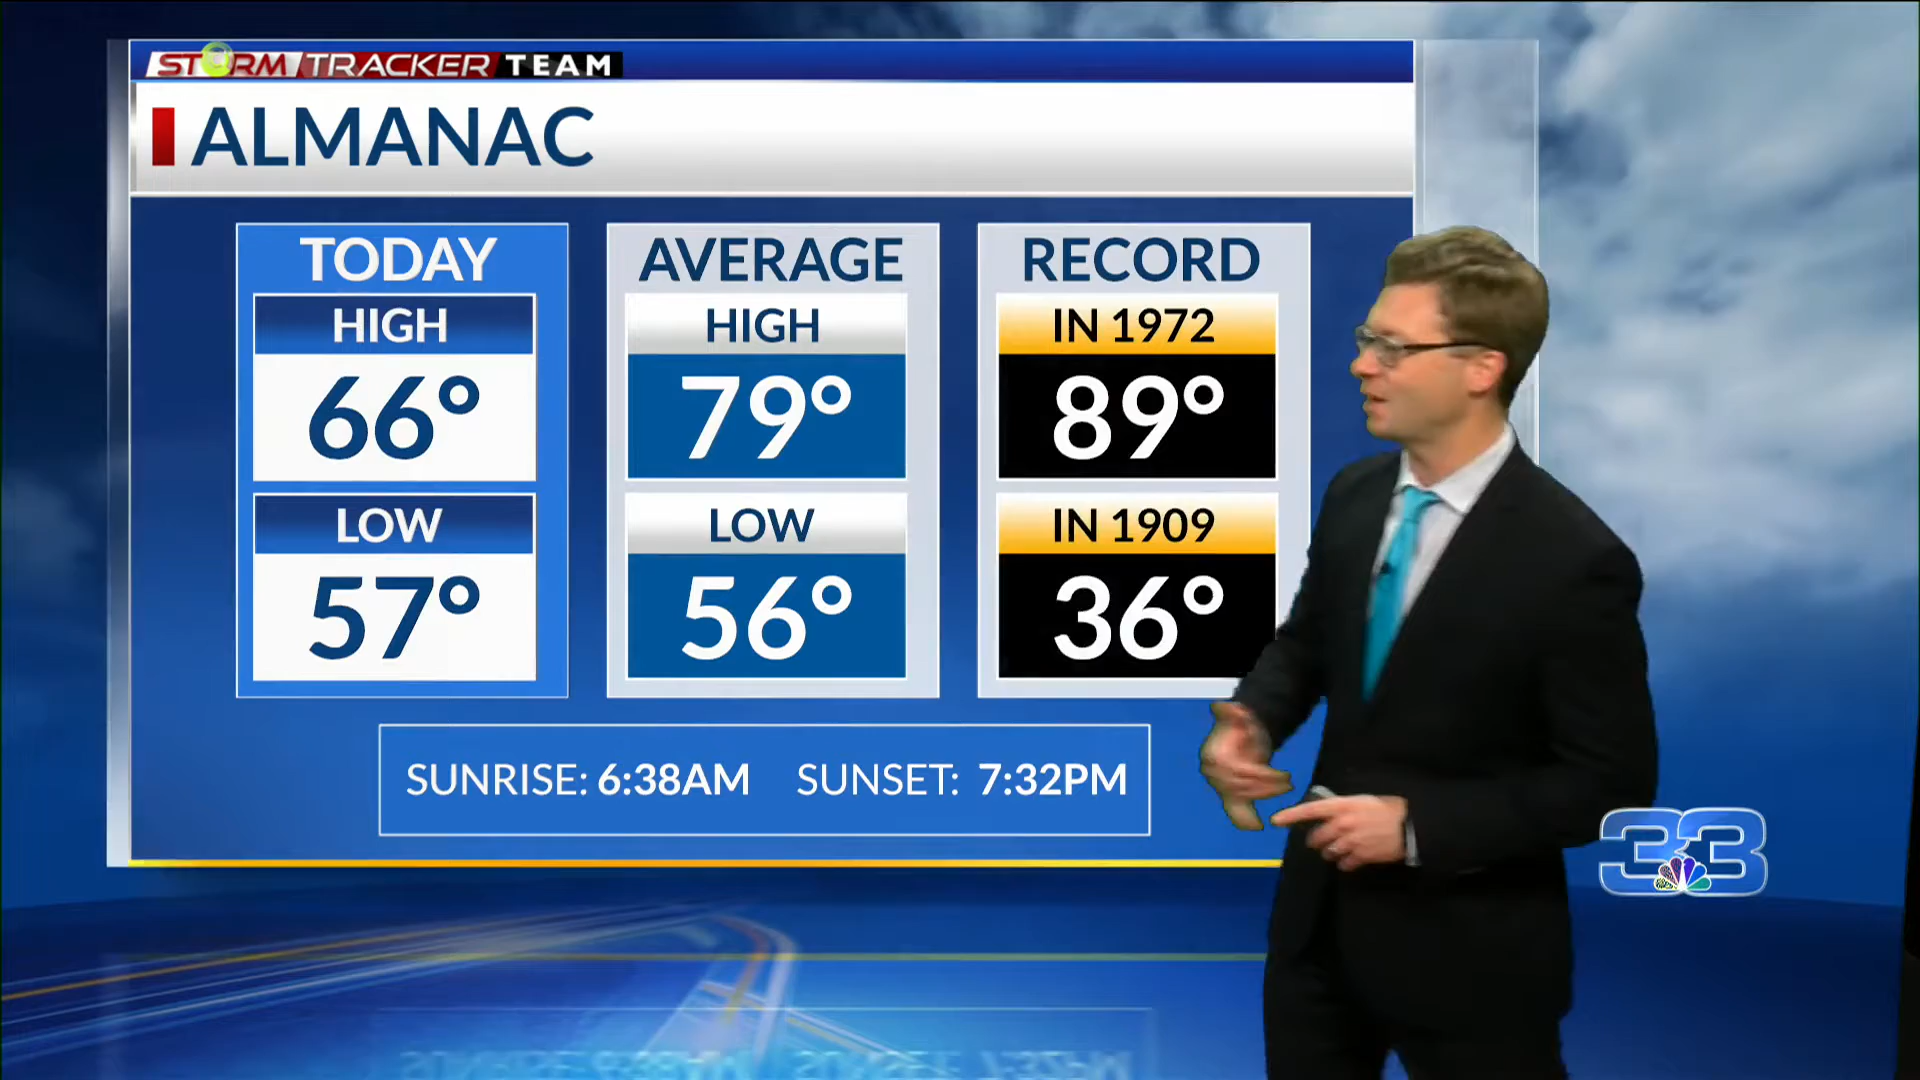 STORM TRACKER TEAM
ALMANAC
TODAY
HIGH
66°
LOW
57°
AVERAGE
HIGH
79°
LOW
56°
RECORD
IN 1972
89°
IN 1909
36°
SUNRISE: 6:38AM SUNSET: 7:32PM
33